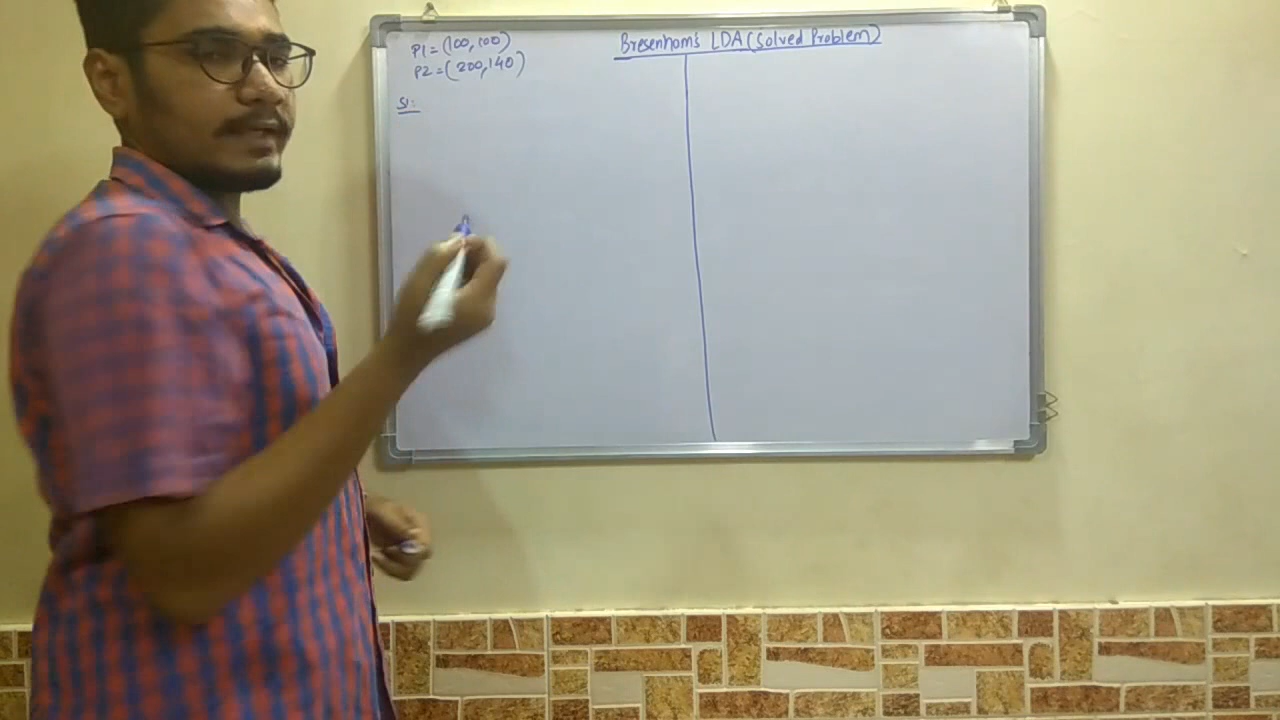 P1=(100,100)
P2=(200,140)
Bresenham's LDA (Solved Problem)
Sl: